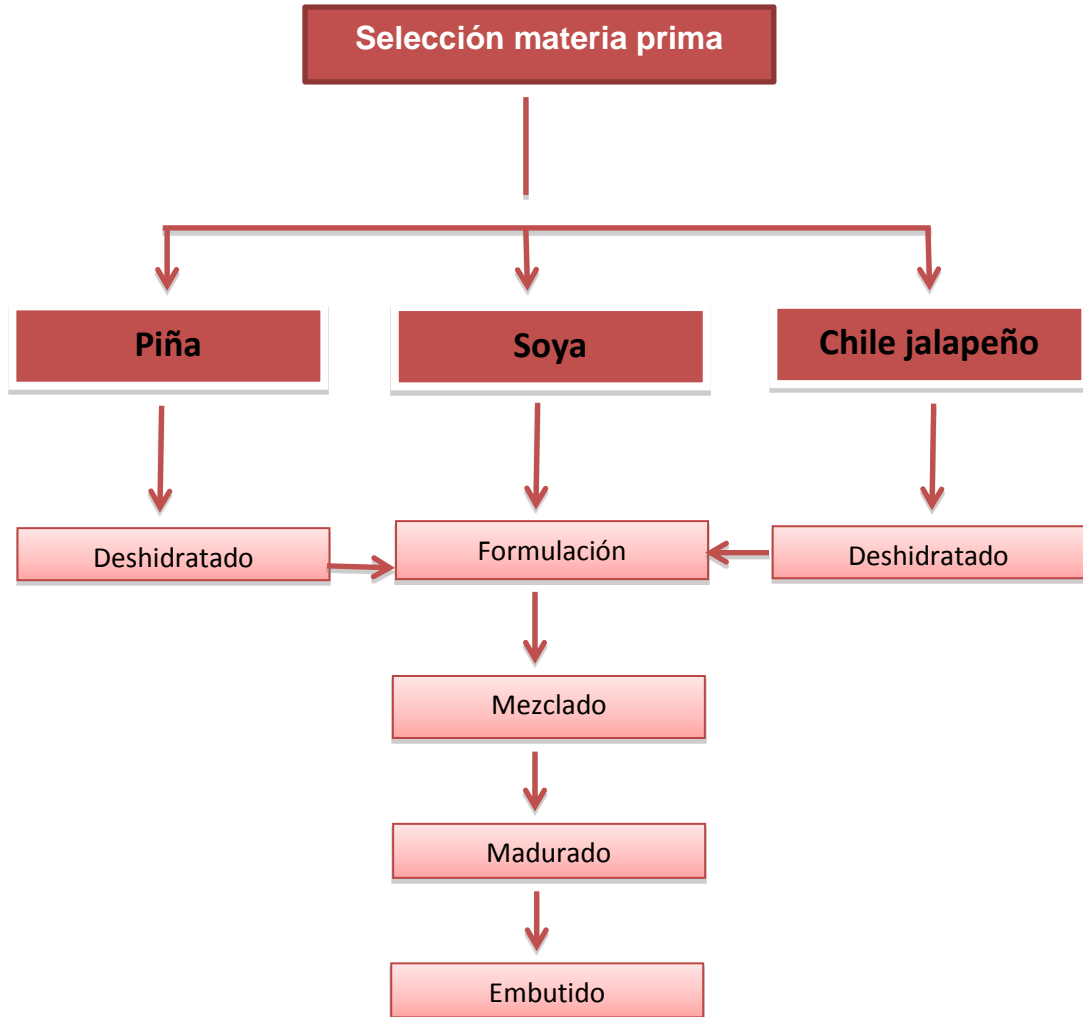 Selección materia prima
Piña
Soya
Chile jalapeño
Deshidratado
Formulación
Deshidratado
Mezclado
Madurado
Embutido